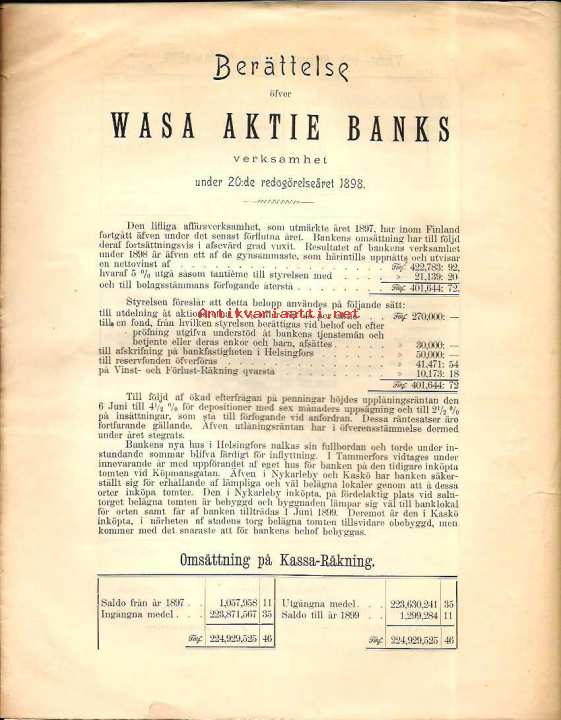 Berättelse
öfver
WASA AKTIE BANKS
verksamhet
under 20:de redogörelseåret 1898.
Den lifliga affärsverksamhet, som utmärkte året 1897, har inom Finland
fortgått äfven under det senast förflutna året. Bankens omsättning har till följd
deraf fortsättningsvis i afsevärd grad vuxit. Resultatet af bankens verksamhet
under 1898 är äfven ett af de gynsammaste, som härintills uppnåtts och utvisar
en nettovinst af . . . Fmf. 422,783: 92,
hvaraf 5 % utgå såsom tantième till styrelsen med . . . » 21,139: 20
och till bolagsstämmans förfogande återstå . . . Fmf. 401,644: 72.
Styrelsen föreslår att detta belopp användes på följande sätt:
till utdelning åt aktionärerne . . . Fmf. 270,000: —
till en fond, från hvilken styrelsen berättigas vid behof och efter
pröfning utgifva understöd åt bankens tjenstemän och
betjente eller deras enkor och barn, afsättes . . . » 30,000: —
till afskrifning på bankfastigheten i Helsingfors . . . » 50,000: —
till reservfonden öfverföras . . . » 41,471: 54
på Vinst- och Förlust-Räkning qvarstå . . . » 10,173: 18
Fmf. 401,644: 72
Antikvariaatti.net
Till följd af ökad efterfrågan på penningar höjdes upplåningsräntan den
6 Juni till 4½ % för depositioner med sex månaders uppsägning och till 2½ %
på insättningar, som stå till förfogande vid anfordran. Dessa räntesatser äro
fortfarande gällande. Äfven utlåningsräntan har i öfverensstämmelse dermed
under året stegrats.
Bankens nya hus i Helsingfors nalkas sin fullbordan och torde under in-
stundande sommar blifva färdigt för inflyttning. I Tammerfors vidtages under
innevarande år med uppförandet af eget hus för banken på den tidigare inköpta
tomten vid Köpmansgatan. Äfven i Nykarleby och Kaskö har banken säker-
ställt sig för erhållande af lämpliga och väl belägna lokaler genom att å dessa
orter inköpa tomter. Den i Nykarleby inköpta, på fördelaktig plats vid salu-
torget belägna tomten är bebygd och byggnaden lämpar sig väl till banklokal
för orten samt får af banken tillträdas 1 Juni 1899. Deremot är den i Kaskö
inköpta, i närheten af stadens torg belägna tomten tillsvidare obebygd, men
kommer med det snaraste att för bankens behof bebyggas.
Omsättning på Kassa-Räkning.
Saldo från år 1897 . . 1,057,958 11 Utgångna medel . . . 223,630,241 35
Ingångna medel . . . 223,871,567 35 Saldo till år 1899 . . . 1,299,284 11
Fmf. 224,929,525 46 Fmf. 224,929,525 46